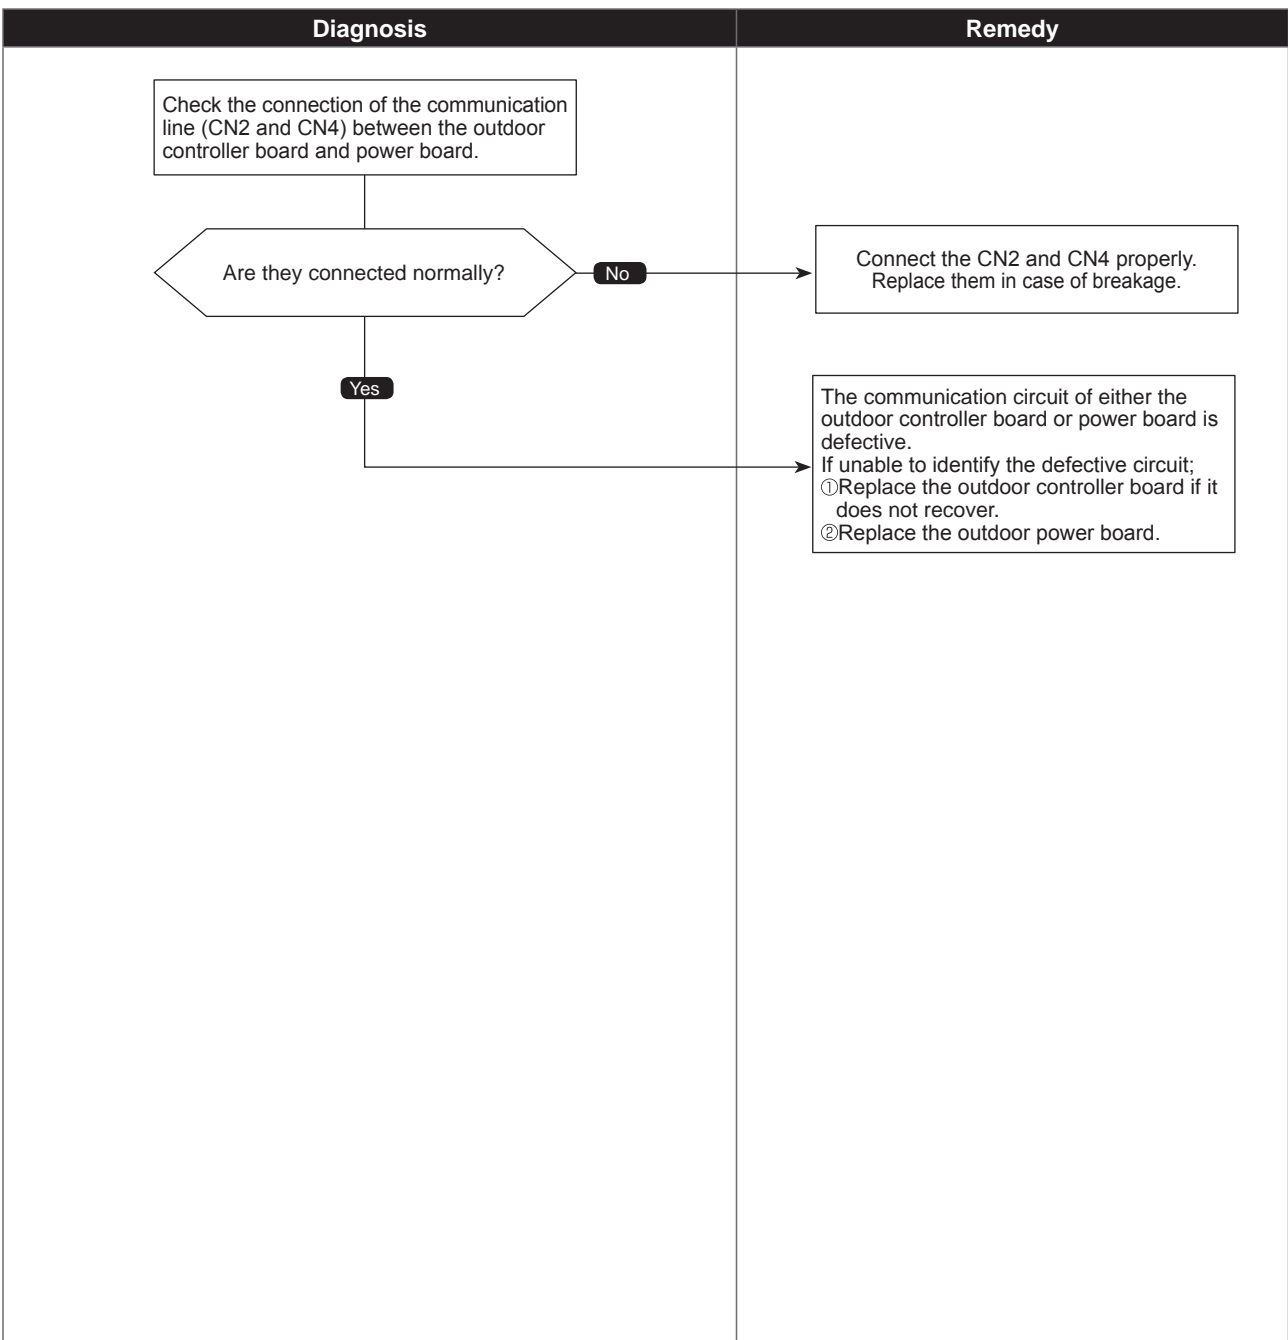 Diagnosis
Remedy
Check the connection of the communication
line (CN2 and CN4) between the outdoor
controller board and power board.
Are they connected normally?
No
Connect the CN2 and CN4 properly.
Replace them in case of breakage.
Yes
The communication circuit of either the
outdoor controller board or power board is
defective.
If unable to identify the defective circuit;
①Replace the outdoor controller board if it
does not recover.
②Replace the outdoor power board.